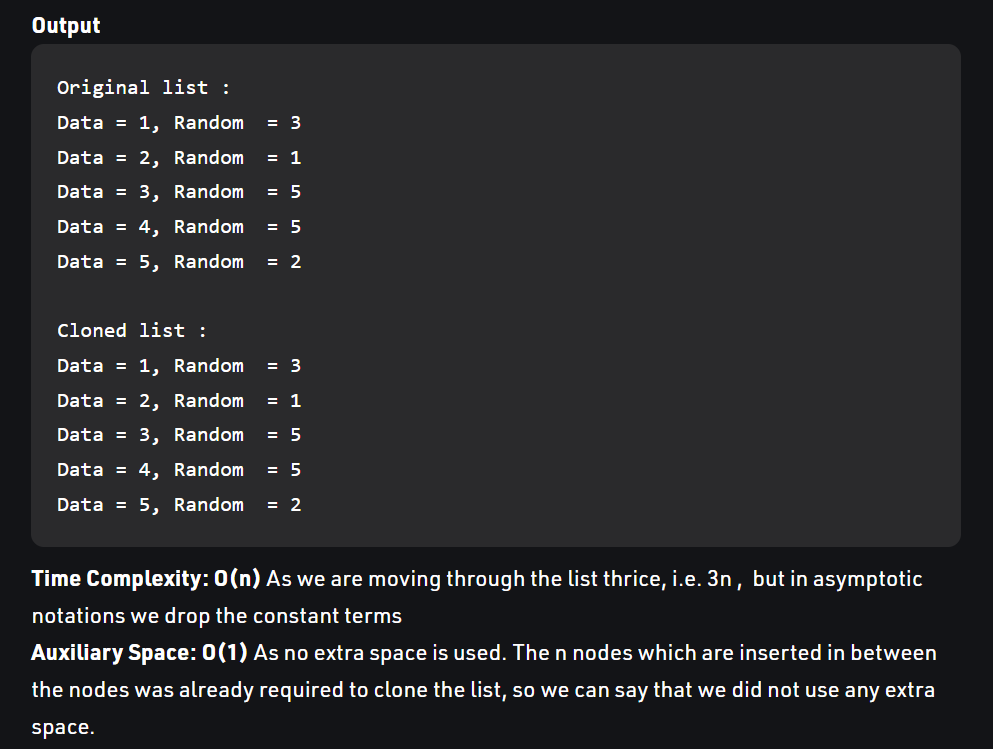 Output
Original list :
Data = 1, Random  = 3
Data = 2, Random  = 1
Data = 3, Random  = 5
Data = 4, Random  = 5
Data = 5, Random  = 2
Cloned list :
Data = 1, Random  = 3
Data = 2, Random  = 1
Data = 3, Random  = 5
Data = 4, Random  = 5
Data = 5, Random  = 2
Time Complexity: O(n) As we are moving through the list thrice, i.e. 3n ,  but in asymptotic
notations we drop the constant terms
Auxiliary Space: O(1) As no extra space is used. The n nodes which are inserted in between
the nodes was already required to clone the list, so we can say that we did not use any extra
space.